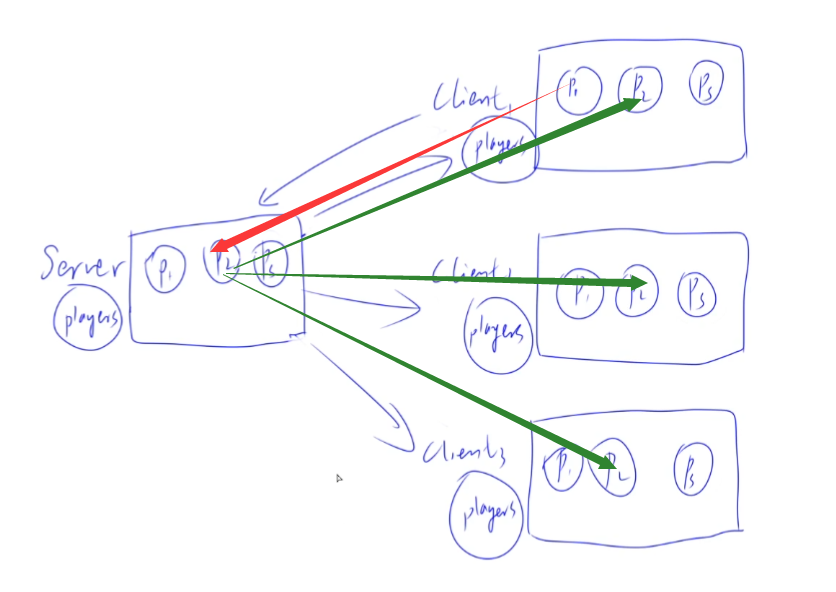 Client1
P1 P2 P3
players
Server
P1 P2 P3
players
Client2
P1 P2 P3
players
Client3
P1 P2 P3
players